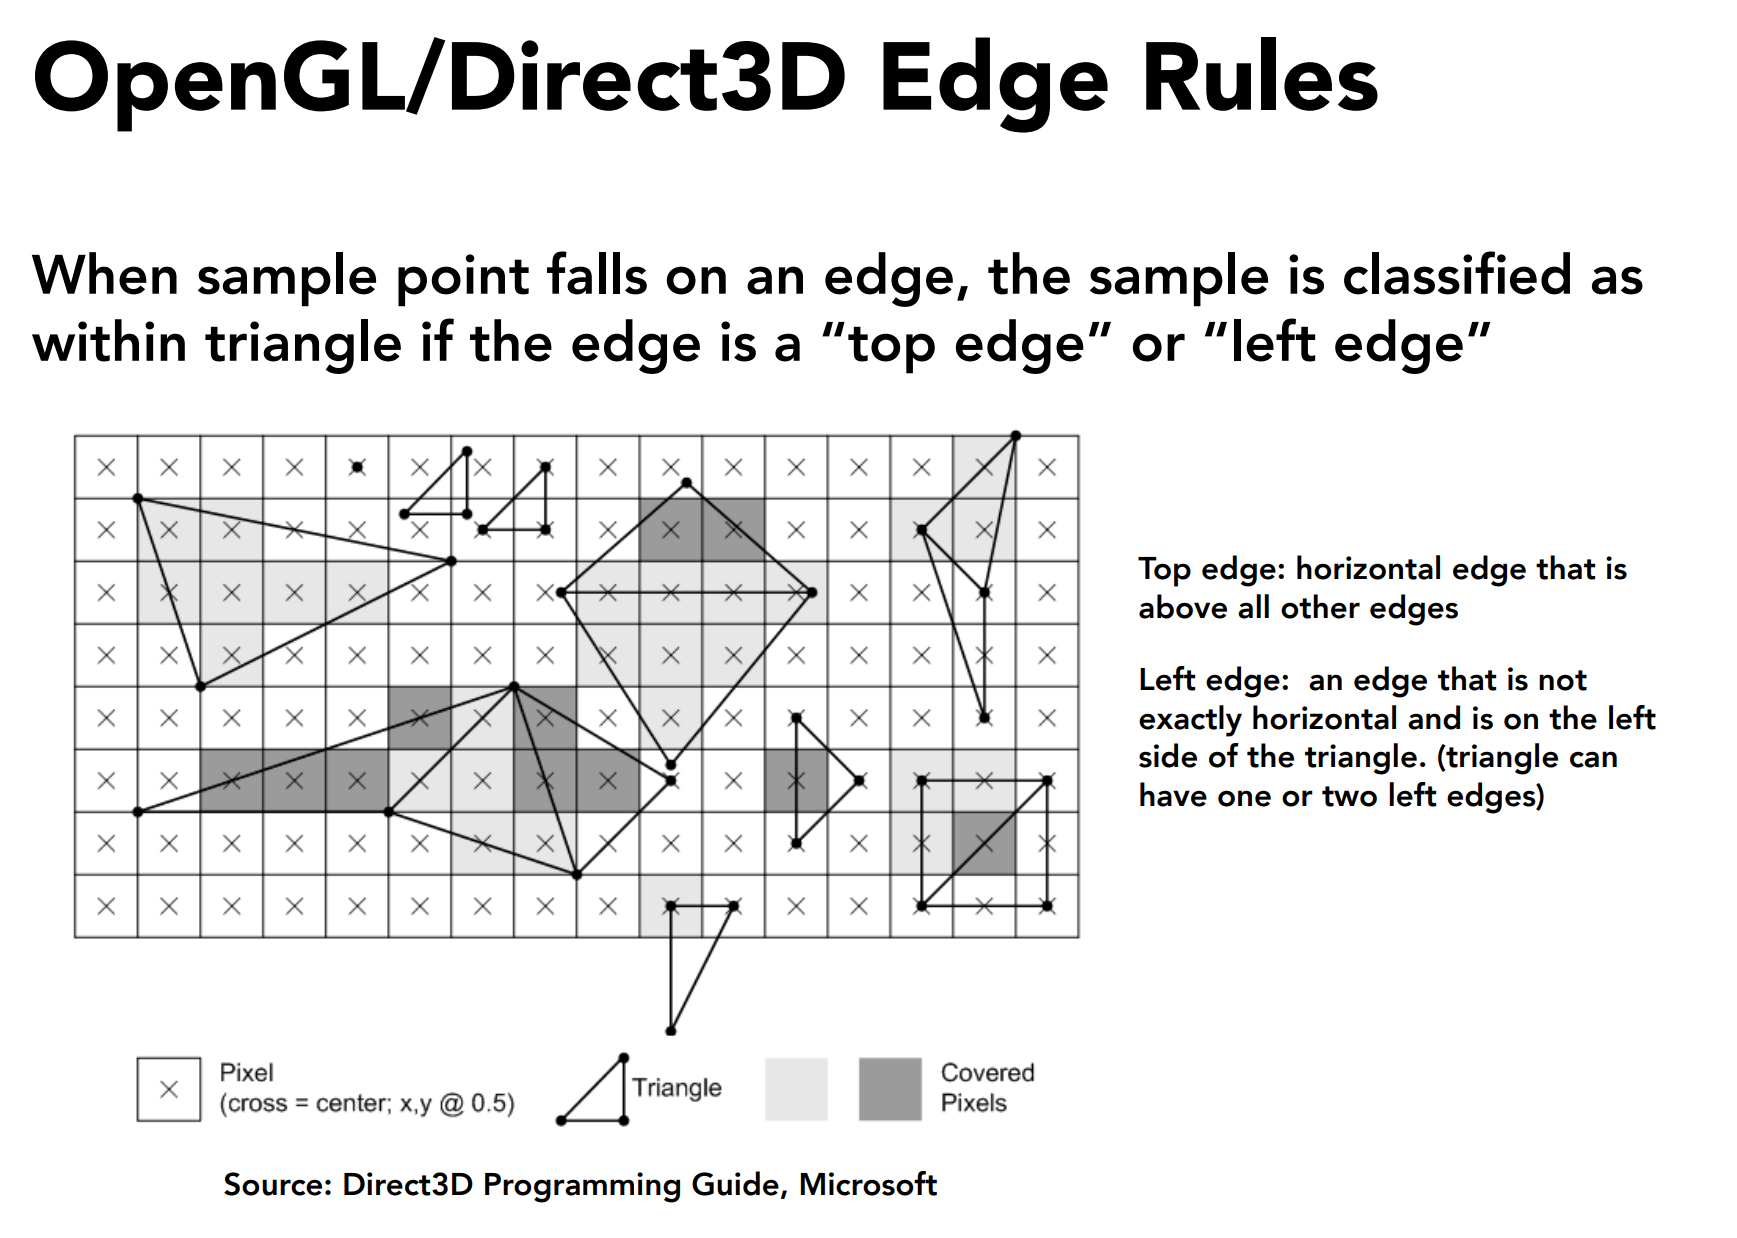 OpenGL/Direct3D Edge Rules
When sample point falls on an edge, the sample is classified as
within triangle if the edge is a “top edge” or “left edge”
Top edge: horizontal edge that is
above all other edges
Left edge:  an edge that is not
exactly horizontal and is on the left
side of the triangle. (triangle can
have one or two left edges)
Pixel
(cross = center; x,y @ 0.5)
Triangle
Covered
Pixels
Source: Direct3D Programming Guide, Microsoft